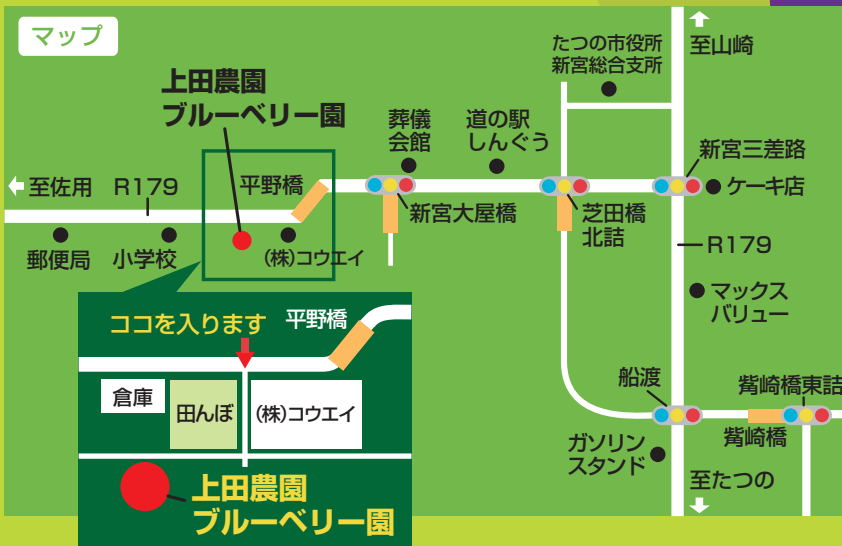 マップ
至山崎
たつの市役所
新宮総合支所
上田農園
ブルーベリー園
葬儀
会館
道の駅
しんぐう
新宮三差路
至佐用
R179
平野橋
ケーキ店
新宮大屋橋
芝田橋
北詰
郵便局
小学校
(株)コウエイ
R179
マックス
バリュー
ココを入ります
平野橋
船渡
觜崎橋東詰
倉庫
田んぼ
(株)コウエイ
觜崎橋
ガソリン
スタンド
至たつの
上田農園
ブルーベリー園